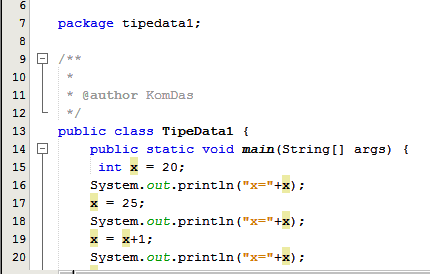 6
7 package tipedata1;
8
9 /**
10 *
11 * @author KomDas
12 */
13 public class TipeData1 {
14 public static void main(String[] args) {
15 int x = 20;
16 System.out.println("x="+x);
17 x = 25;
18 System.out.println("x="+x);
19 x = x+1;
20 System.out.println("x="+x);